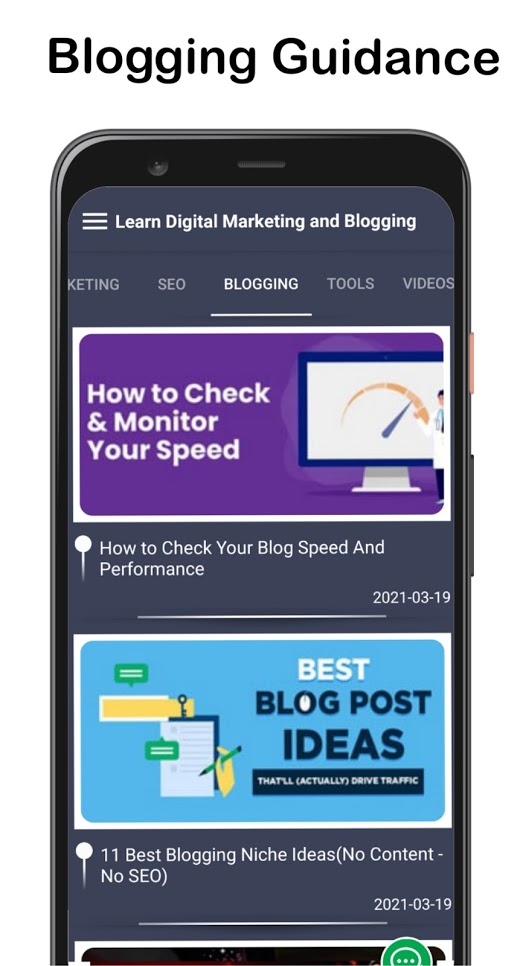 Blogging Guidance
Learn Digital Marketing and Blogging
KETING SEO BLOGGING TOOLS VIDEOS
How to Check
& Monitor
Your Speed
How to Check Your Blog Speed And
Performance
2021-03-19
BEST
BLOG POST
IDEAS
THAT'LL (ACTUALLY) DRIVE TRAFFIC
11 Best Blogging Niche Ideas(No Content -
No SEO)
2021-03-19